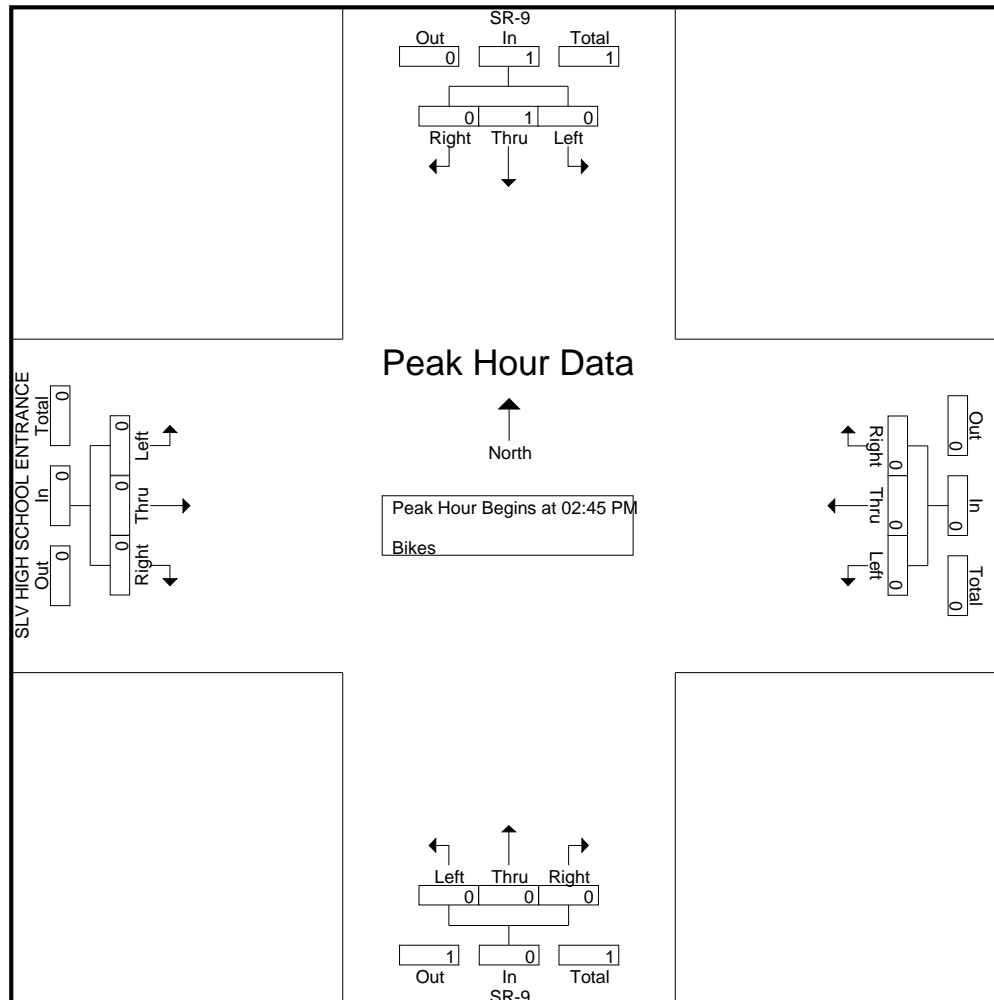 SR-9
Out In Total
0 1 1
0 1 0
Right Thru Left
Peak Hour Data
North
Peak Hour Begins at 02:45 PM
Bikes
SLV HIGH SCHOOL ENTRANCE
Out In Total
0 0 0
Right Thru Left
0 0 0
Out In Total
0 0 0
Right Thru Left
0 0 0
Left Thru Right
0 0 0
1 0 1
Out In Total
SR-9